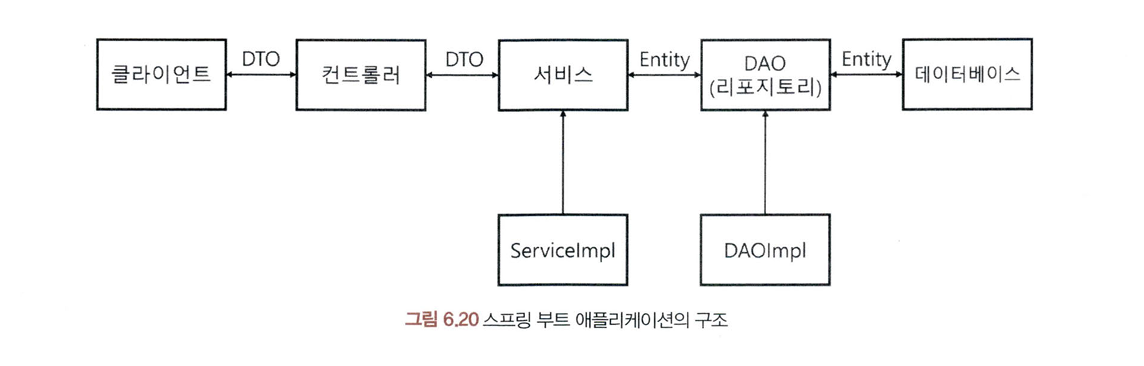 클라이언트
DTO
컨트롤러
DTO
서비스
Entity
DAO
(리포지토리)
Entity
데이터베이스
ServiceImpl
DAOImpl
그림 6.20 스프링 부트 애플리케이션의 구조